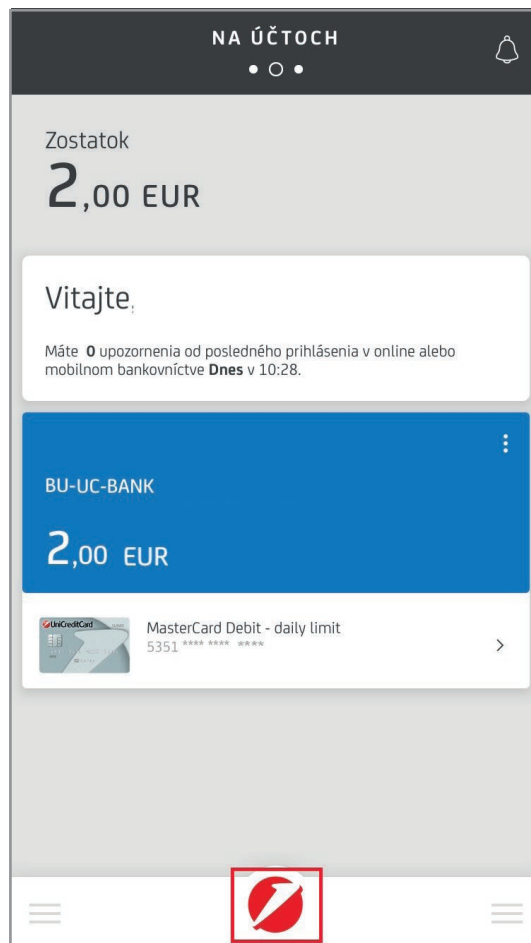 NA ÚČTOCH
Zostatok
2,00 EUR
Vitajte,
Máte 0 upozornenia od posledného prihlásenia v online alebo
mobilnom bankovníctve Dnes v 10:28.
BU-UC-BANK
2,00 EUR
UniCreditCard
MasterCard Debit - daily limit
5351 **** **** ****